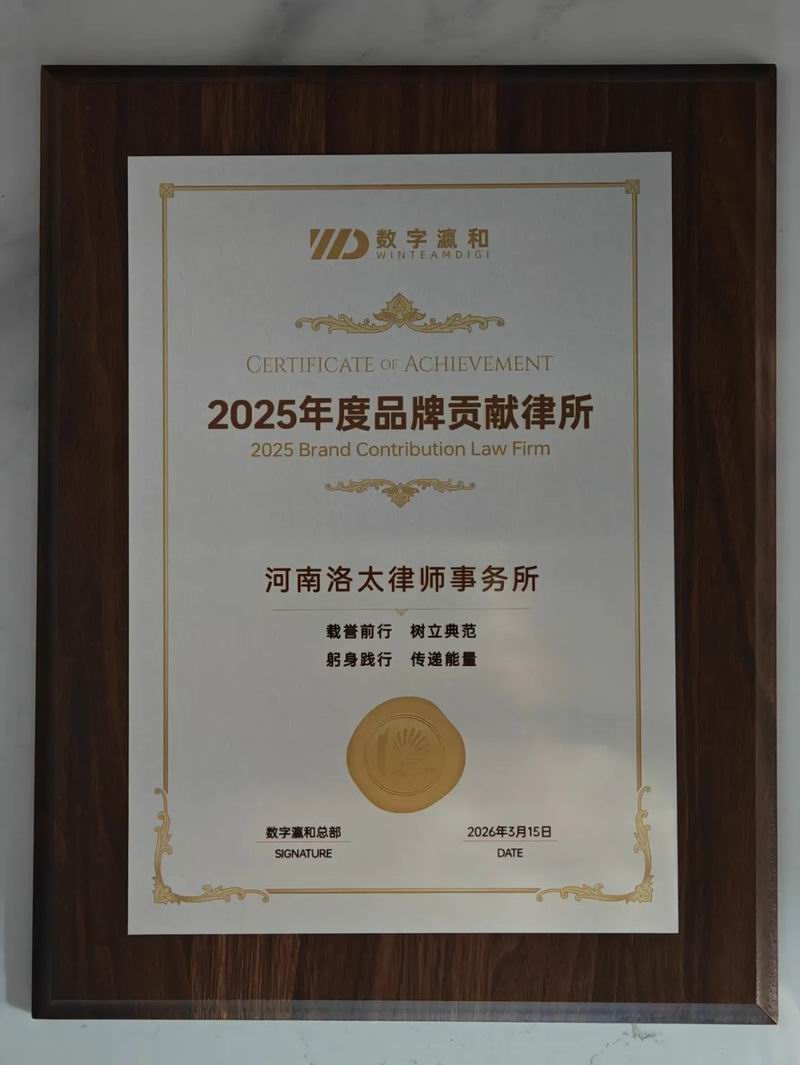 数字瀛和
WINTEAMDIGI
CERTIFICATE OF ACHIEVEMENT
2025年度品牌贡献律所
2025 Brand Contribution Law Firm
河南洛太律师事务所
载誉前行 树立典范
躬身践行 传递能量
数字瀛和总部 2026年3月15日
SIGNATURE DATE